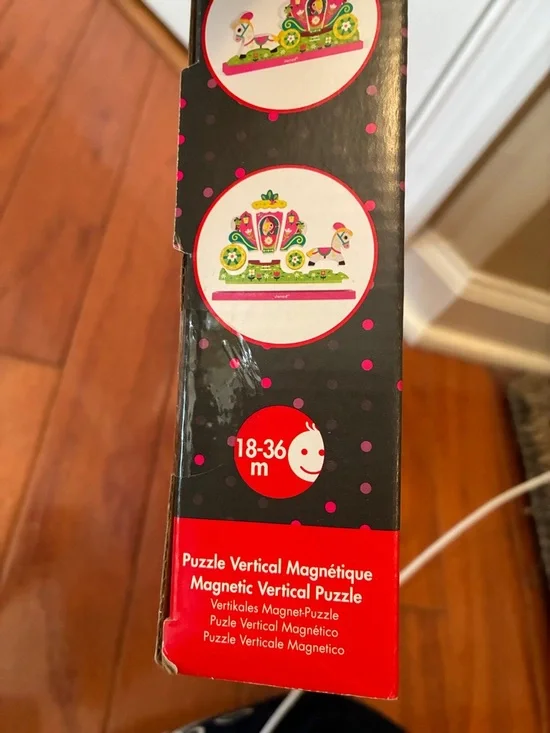 18-36
m
Puzzle Vertical Magnétique
Magnetic Vertical Puzzle
Vertikales Magnet-Puzzle
Puzle Vertical Magnético
Puzzle Verticale Magnetico